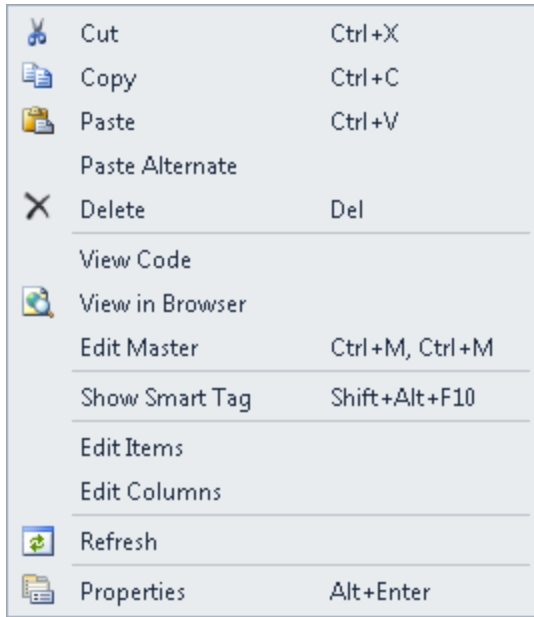 Cut Ctrl+X
Copy Ctrl+C
Paste Ctrl+V
Paste Alternate
Delete Del
View Code
View in Browser
Edit Master Ctrl+M, Ctrl+M
Show Smart Tag Shift+Alt+F10
Edit Items
Edit Columns
Refresh
Properties Alt+Enter